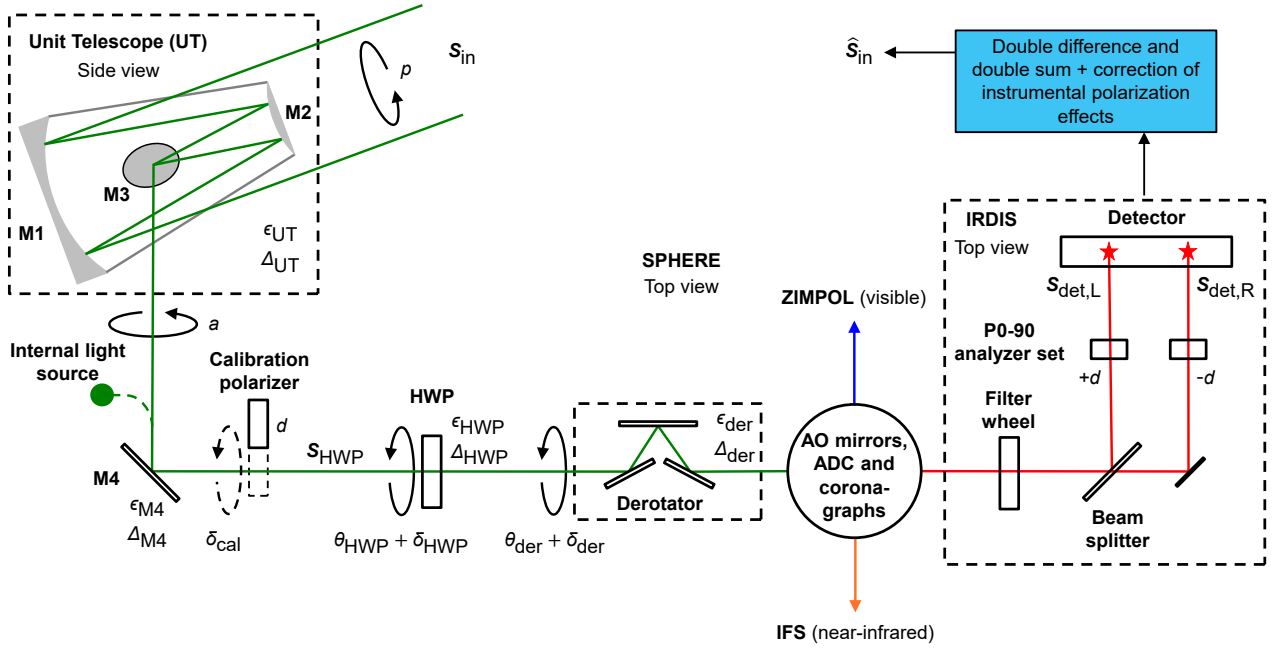 Unit Telescope (UT)
Side view
M1
M2
M3
ϵUT
ΔUT
Sin
p
a
Internal light
source
M4
ϵM4
ΔM4
Calibration
polarizer
d
δcal
SHWP
HWP
ϵHWP
ΔHWP
θHWP + δHWP
θder + δder
SPHERE
Top view
ϵder
Δder
Derotator
ZIMPOL (visible)
AO mirrors,
ADC and
corona-
graphs
IFS (near-infrared)
Ŝin
Double difference and
double sum + correction of
instrumental polarization
effects
IRDIS
Top view
Detector
Sdet,L
Sdet,R
P0-90
analyzer set
+d
-d
Filter
wheel
Beam
splitter